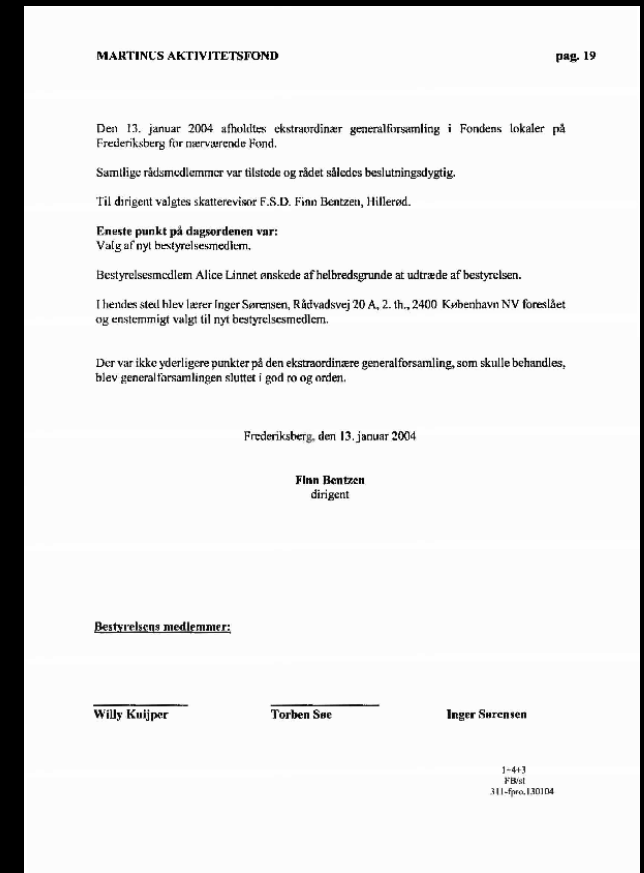 MARTINUS AKTIVITETSFOND pag. 19
Den 13. januar 2004 afholdtes ekstraordinær generalforsamling i Fondens lokaler på
Frederiksberg for nærværende Fond.
Samtlige rådsmedlemmer var tilstede og rådet således beslutningsdygtig.
Til dirigent valgtes skatterevisor F.S.D. Finn Bentzen, Hillerød.
Eneste punkt på dagsordenen var:
Valg af nyt bestyrelsesmedlem.
Bestyrelsesmedlem Alice Linnet ønskede af helbredsgrunde at udtræde af bestyrelsen.
I hendes sted blev lærer Inger Sørensen, Rådvadsvej 20 A, 2. th., 2400 København NV foreslået
og enstemmigt valgt til nyt bestyrelsesmedlem.
Der var ikke yderligere punkter på den ekstraordinære generalforsamling, som skulle behandles,
blev generalforsamlingen sluttet i god ro og orden.
Frederiksberg, den 13. januar 2004
Finn Bentzen
dirigent
Bestyrelsens medlemmer:
Willy Kuijper Torben Søe Inger Sørensen
1-4+3
FB/st
311-fpro.130104